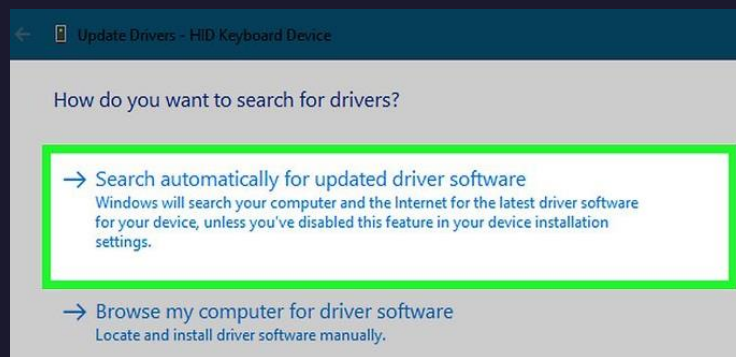 Update Drivers - HID Keyboard Device
How do you want to search for drivers?
→ Search automatically for updated driver software
Windows will search your computer and the Internet for the latest driver software
for your device, unless you've disabled this feature in your device installation
settings.
→ Browse my computer for driver software
Locate and install driver software manually.